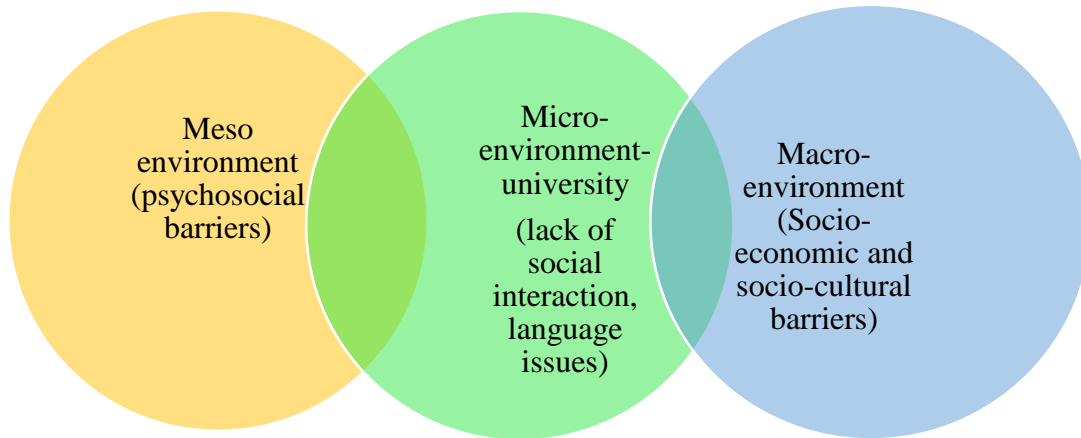 Meso
environment
(psychosocial
barriers)
Micro-
environment-
university
(lack of
social
interaction,
language
issues)
Macro-
environment
(Socio-
economic and
socio-cultural
barriers)